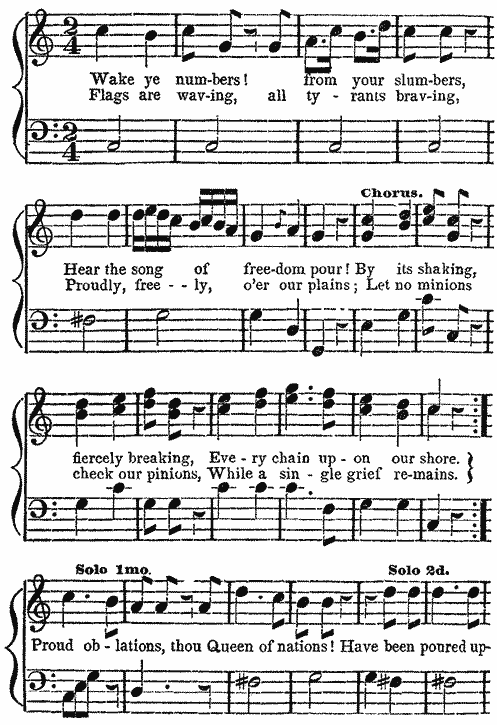 2 4
Wake ye num-bers! from your slum-bers,
Flags are wav-ing, all ty - rants brav-ing,
2 4
Chorus.
Hear the song of free-dom pour! By its shaking,
Proudly, free - - ly, o'er our plains; Let no minions
fiercely breaking, Eve - ry chain up - on our shore. }
check our pinions, While a sin - gle grief re-mains. }
Solo 1mo. Solo 2d.
Proud ob - lations, thou Queen of nations! Have been poured up-